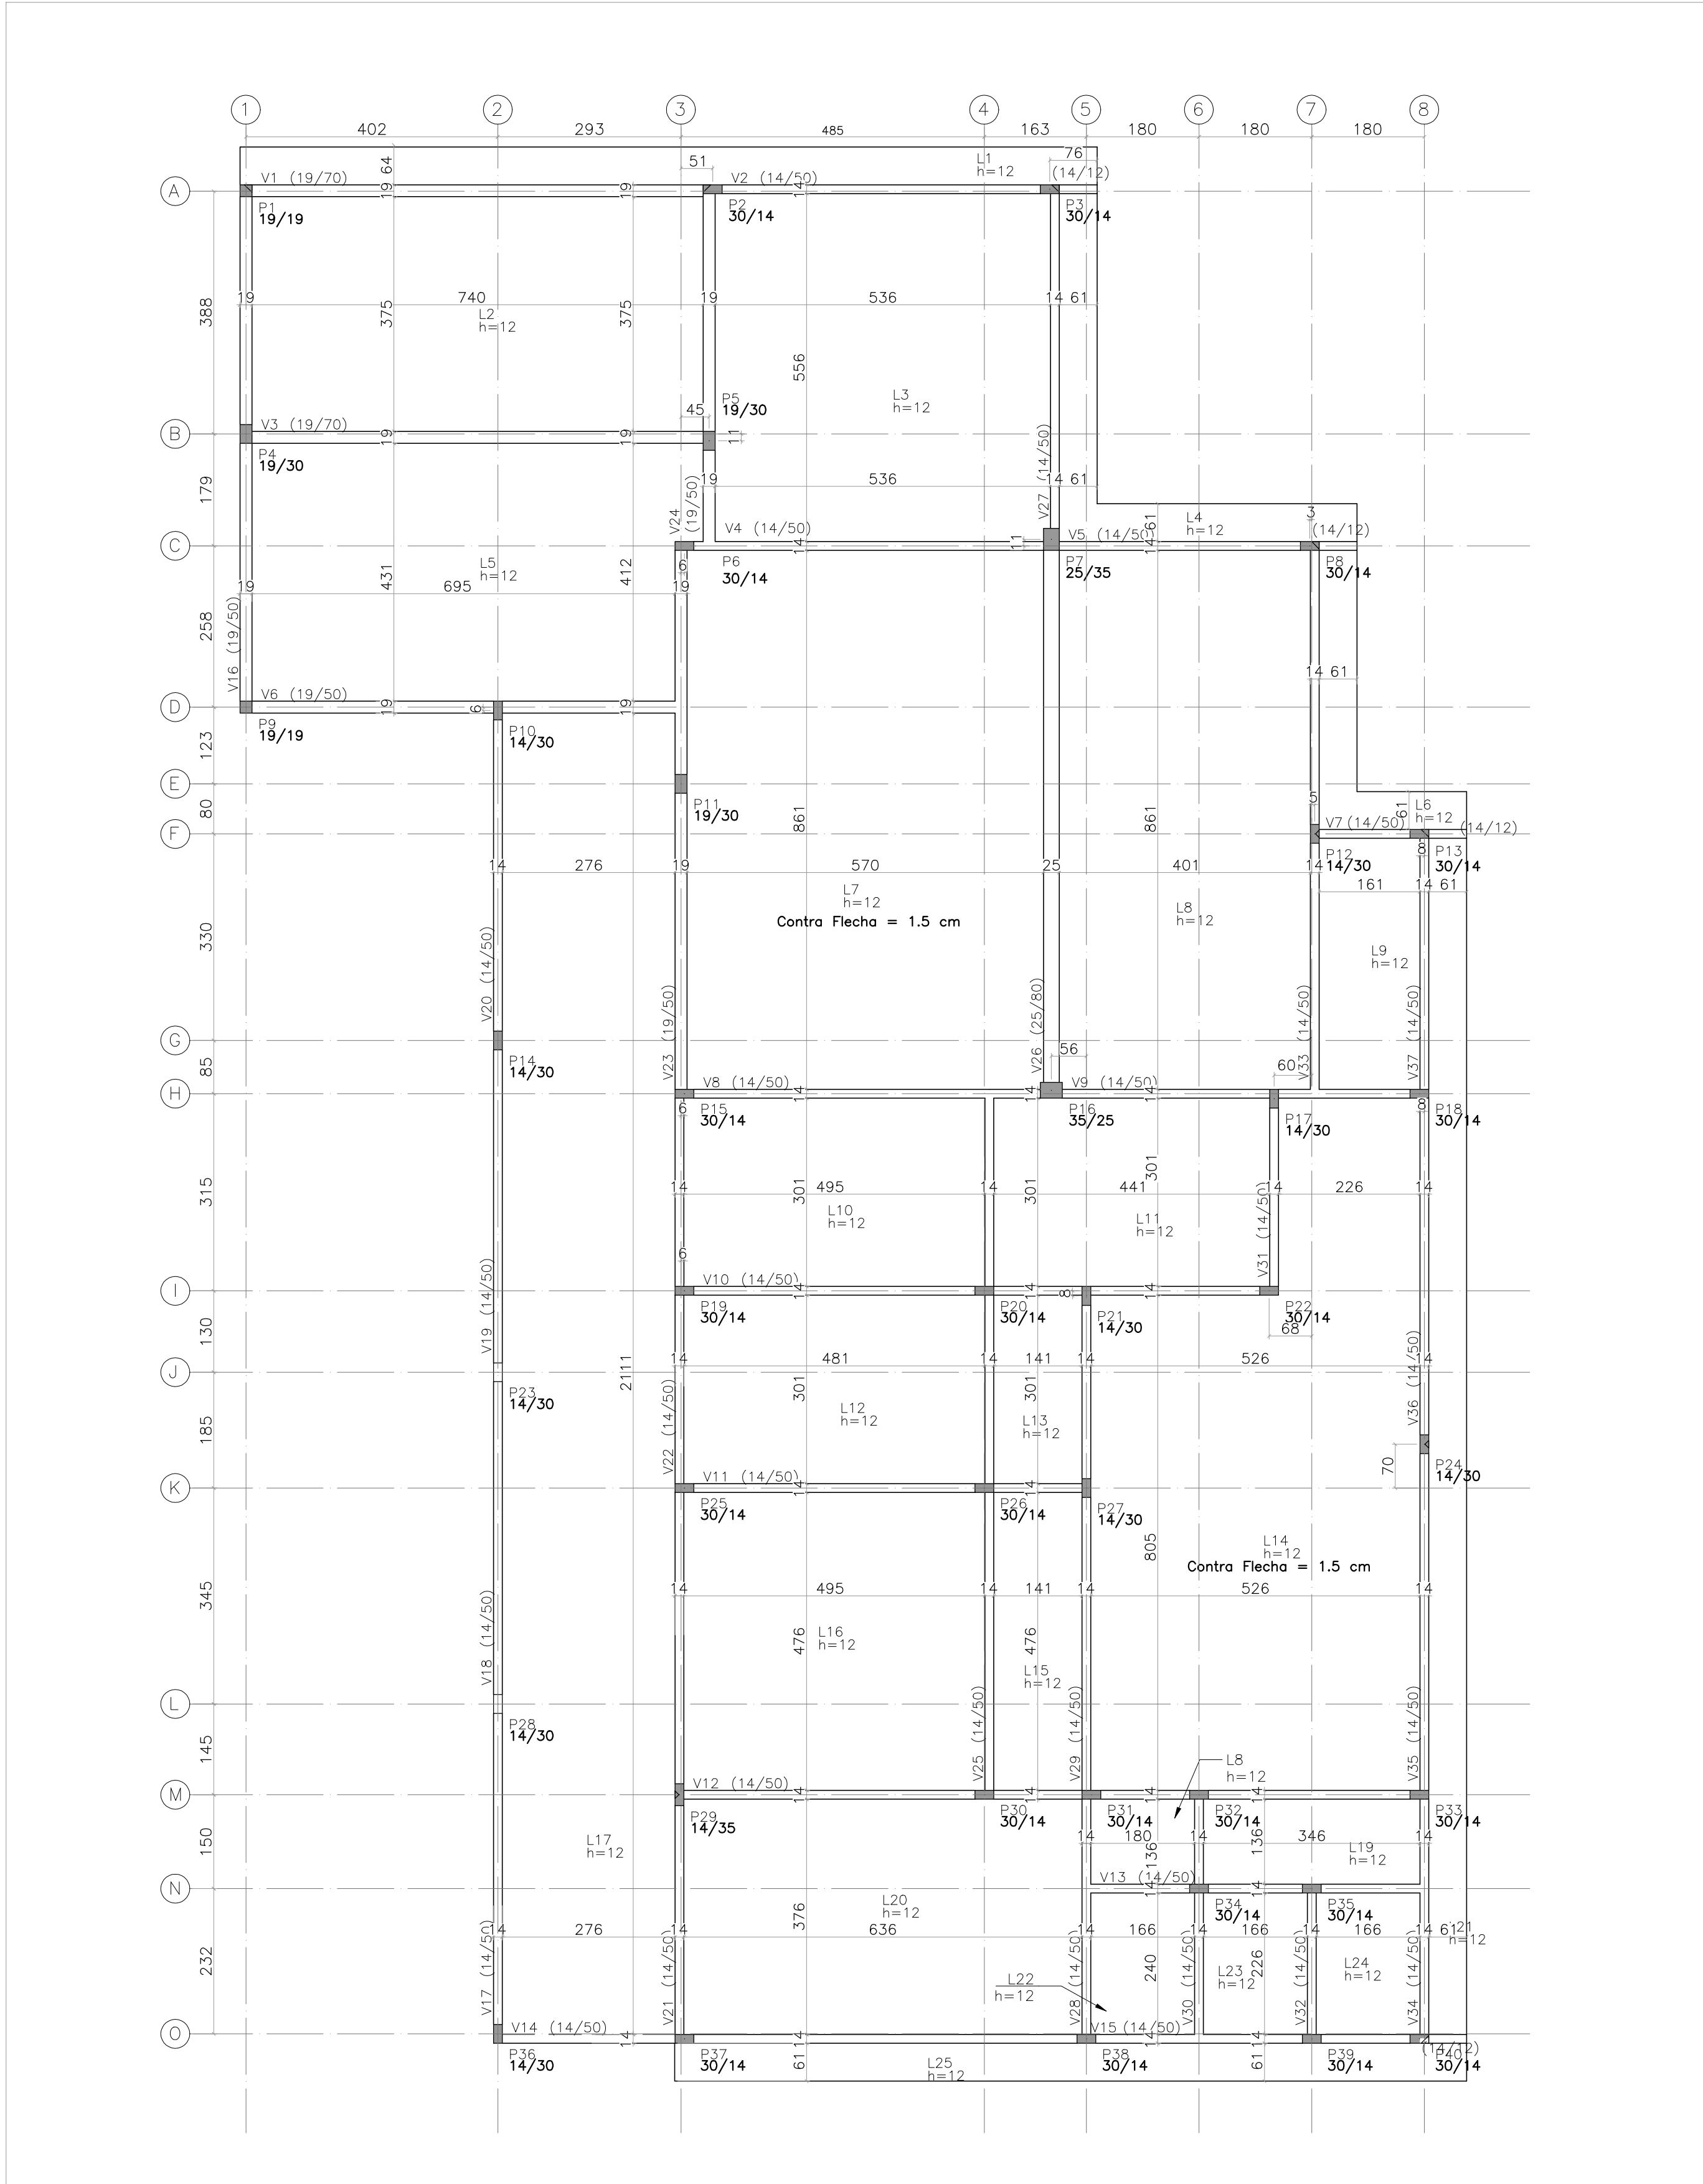 1 2 3 4 5 6 7 8
402 293 485 163 180 180 180
64 51 L1 76
h=12
A 19 V1 (19/70) 19 V2 (14/50) 14 (14/12)
P1 P2 P3
19/19 30/14 30/14
19 740 19 536 14 61
388 375 L2 375
h=12
556
L3
h=12
45 P5
19/30
B V3 (19/70) 19 19 11
P4
19/30
179 19 536 14 61
V24 (19/50) V27 (14/50)
61 L4 3
h=12
C V4 (14/50) 14 11 V5 (14/50) 14 (14/12)
6 P6 P7 P8
30/14 25/35 30/14
L5
h=12
431 412
19 695 19
258
V16 (19/50)
14 61
D V6 (19/50) 19 6 19
P9 P10
19/19 14/30
123
E
80 P11
19/30
861 861
5 61 L6
h=12
F V7 (14/50) (14/12)
P12 8 P13
14/30 30/14
14 276 19 570 25 401 14 161 14 61
L7
h=12
Contra Flecha = 1.5 cm
L8
h=12
330
L9
h=12
V20 (14/50) V23 (19/50) V26 (25/80) V33 (14/50) V37 (14/50)
G
P14
14/30
85 56 60
H V8 (14/50) 14 14 V9 (14/50) 14
6 P15 P16 P17 8 P18
30/14 35/25 14/30 30/14
315 301 301 301
14 495 14 441 14 226 14
L10
h=12
L11
h=12
V19 (14/50) V31 (14/50)
6
I V10 (14/50) 14 14 8 14
P19 P20 P21 P22
30/14 30/14 14/30 30/14
130 68
J 14 481 14 141 14 526 14
2111 301 301
P23
14/30
V22 (14/50) V36 (14/50)
185
L12
h=12
L13
h=12
P24
14/30
70
K V11 (14/50) 14 14
P25 P26 P27
30/14 30/14 14/30
805
L14
h=12
Contra Flecha = 1.5 cm
345
14 495 14 141 14 526 14
L16
h=12
476 476
L15
h=12
V18 (14/50) V25 (14/50) V29 (14/50) V35 (14/50)
L
P28
14/30
145
L8
h=12
M V12 (14/50) 14 14 14 14
P29 P30 P31 P32 P33
14/35 30/14 30/14 30/14 30/14
150
L17
h=12
14 180 14 346 14
136 136
L19
h=12
N V13 (14/50) 14 14
L20
h=12
P34 P35
30/14 30/14
14 276 14 636 14 166 14 166 14 166 14 61
L21
h=12
232 376 240 226
L22
h=12
L23
h=12
L24
h=12
V17 (14/50) V21 (14/50) V28 (14/50) V30 (14/50) V32 (14/50) V34 (14/50)
O V14 (14/50) 14 14 V15 (14/50) 14 14
(14/12)
P36 P37 P38 P39 P40
14/30 30/14 30/14 30/14 30/14
61 61
L25
h=12